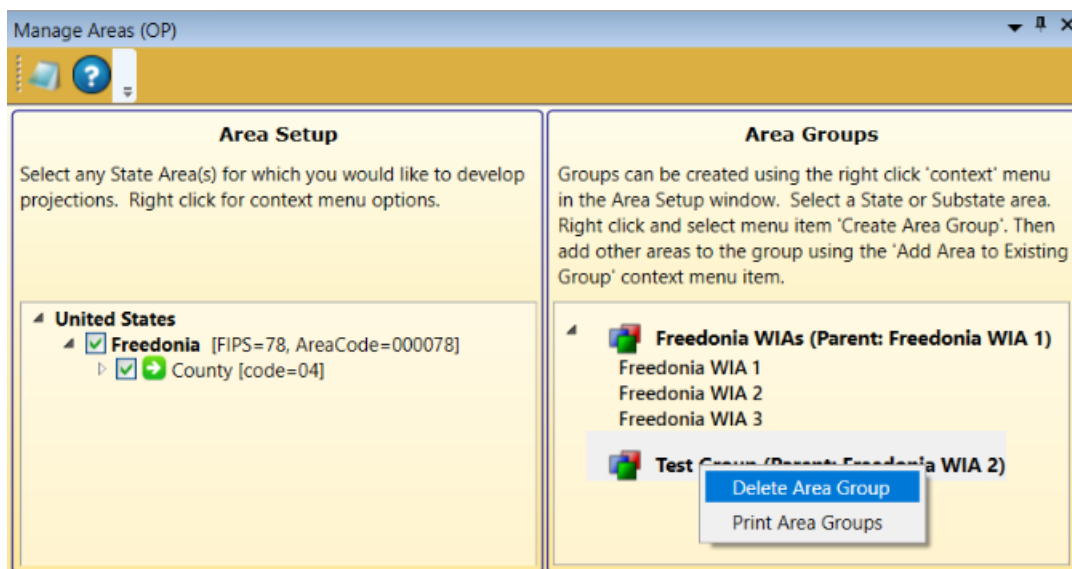 Manage Areas (OP)
Area Setup
Select any State Area(s) for which you would like to develop
projections. Right click for context menu options.
United States
Freedonia [FIPS=78, AreaCode=000078]
County [code=04]
Area Groups
Groups can be created using the right click 'context' menu
in the Area Setup window. Select a State or Substate area.
Right click and select menu item 'Create Area Group'. Then
add other areas to the group using the 'Add Area to Existing
Group' context menu item.
Freedonia WIAs (Parent: Freedonia WIA 1)
Freedonia WIA 1
Freedonia WIA 2
Freedonia WIA 3
Test Group (Parent: Freedonia WIA 2)
Delete Area Group
Print Area Groups